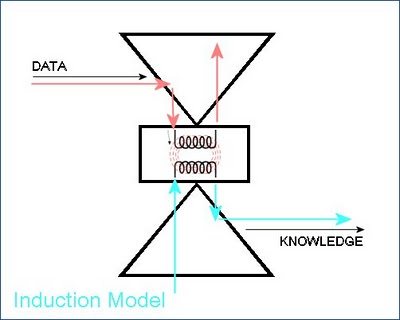 DATA
KNOWLEDGE
Induction Model